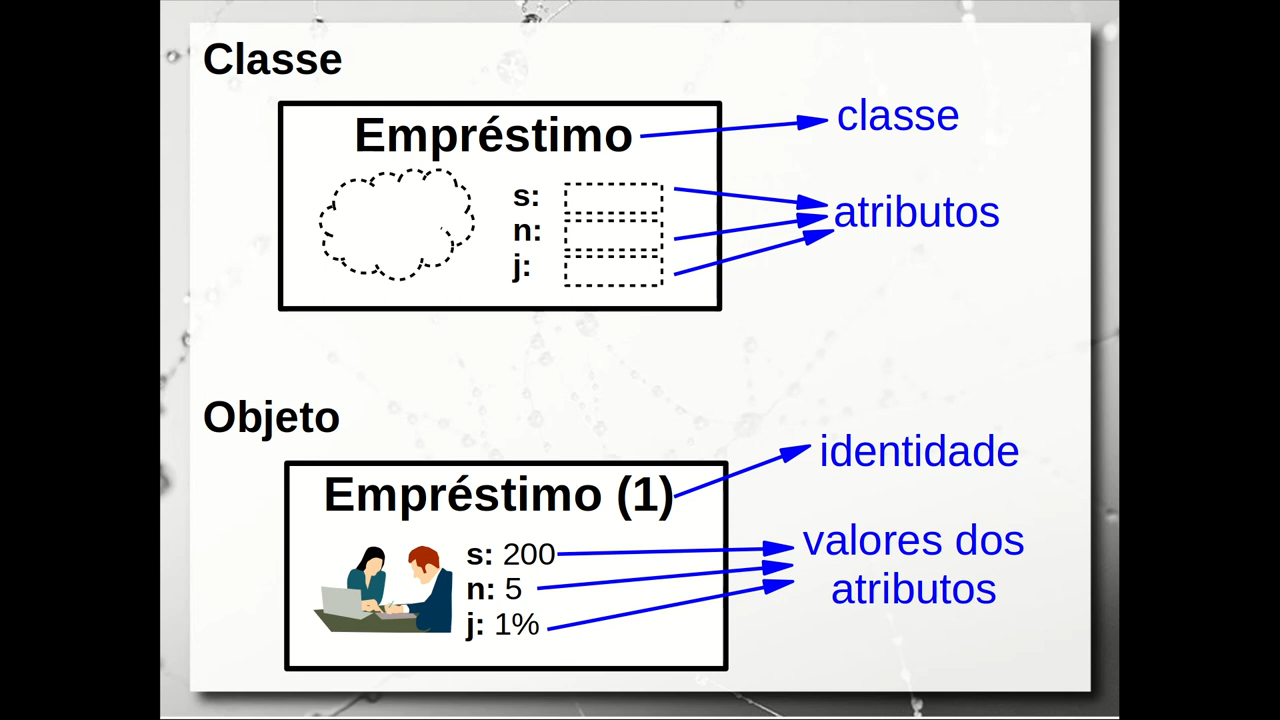 Classe
Empréstimo
classe
s:
n:
j:
atributos
Objeto
Empréstimo (1)
identidade
s: 200
n: 5
j: 1%
valores dos
atributos